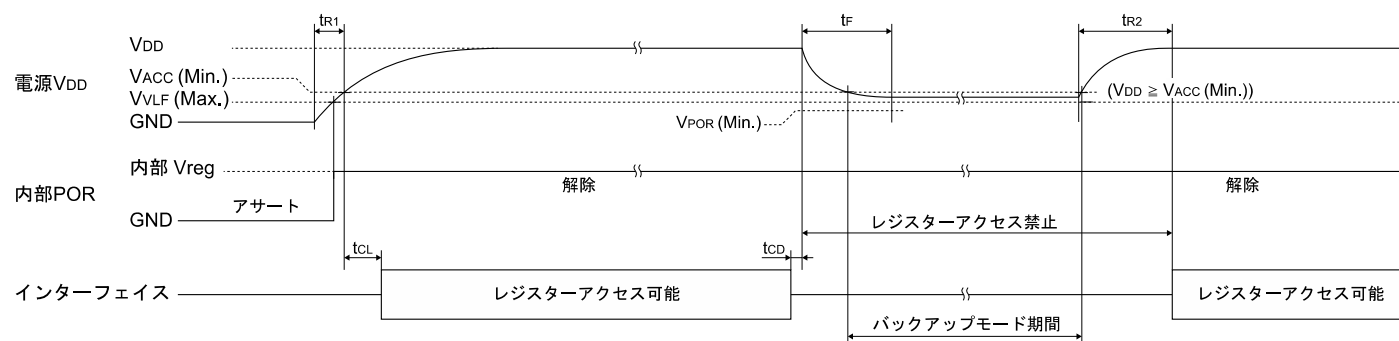 tR1
tF
tR2
VDD
電源VDD
VACC (Min.)
VVLF (Max.)
GND
(VDD ≧ VACC (Min.))
VPOR (Min.)
内部 Vreg
内部POR
解除
解除
アサート
GND
レジスターアクセス禁止
tCL
tCD
インターフェイス
レジスターアクセス可能
レジスターアクセス可能
バックアップモード期間